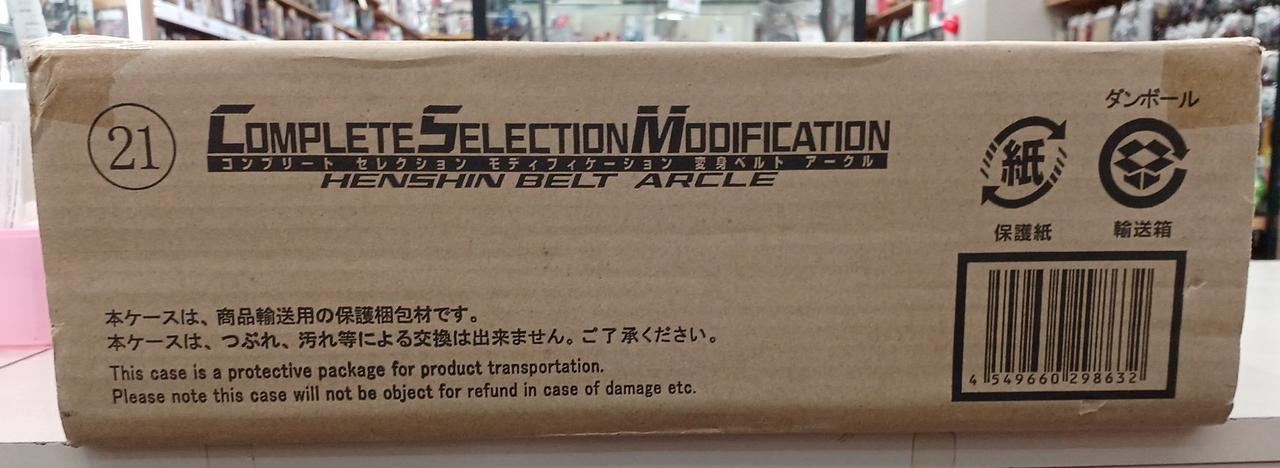 21
COMPLETE SELECTION MODIFICATION
コンプリート セレクション モディフィケーション 変身ベルト アークル
HENSHIN BELT ARCLE
ダンボール
紙
保護紙
輸送箱
本ケースは、商品輸送用の保護梱包材です。
本ケースは、つぶれ、汚れ等による交換は出来ません。ご了承ください。
This case is a protective package for product transportation.
Please note this case will not be object for refund in case of damage etc.
4 549660 298632